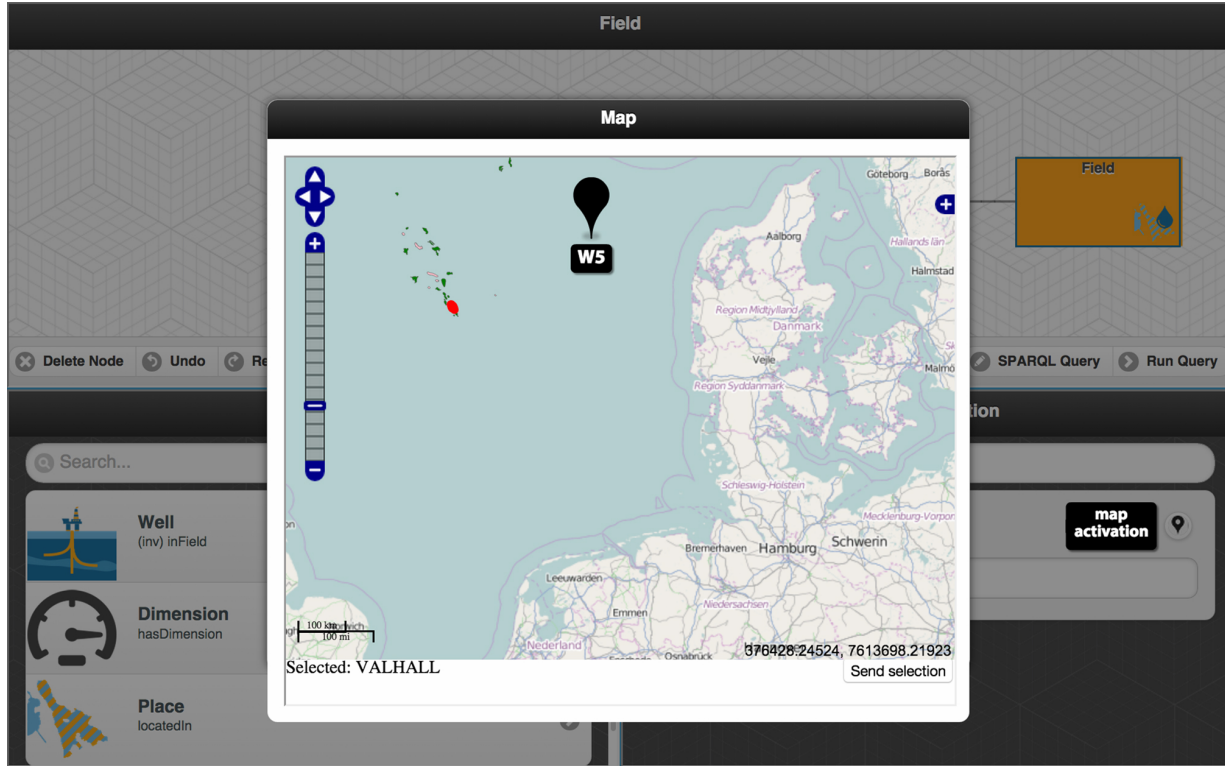 Field
Map
Field
Göteborg
Borås
Aalborg
W5
Hallands län
Halmstad
Region Midtjylland
Danmark
Vejle
Malmö
Region Syddanmark
Delete Node
Undo
SPARQL Query
Run Query
Search...
Schleswig-Holstein
Well
(inv) inField
map
activation
Bremerhaven
Hamburg
Schwerin
Leeuwarden
Emmen
Niedersachsen
Dimension
hasDimension
100 km
100 mi
Nederland
Osnabrück
376428.24524, 7613698.21923
Selected: VALHALL
Send selection
Place
locatedIn